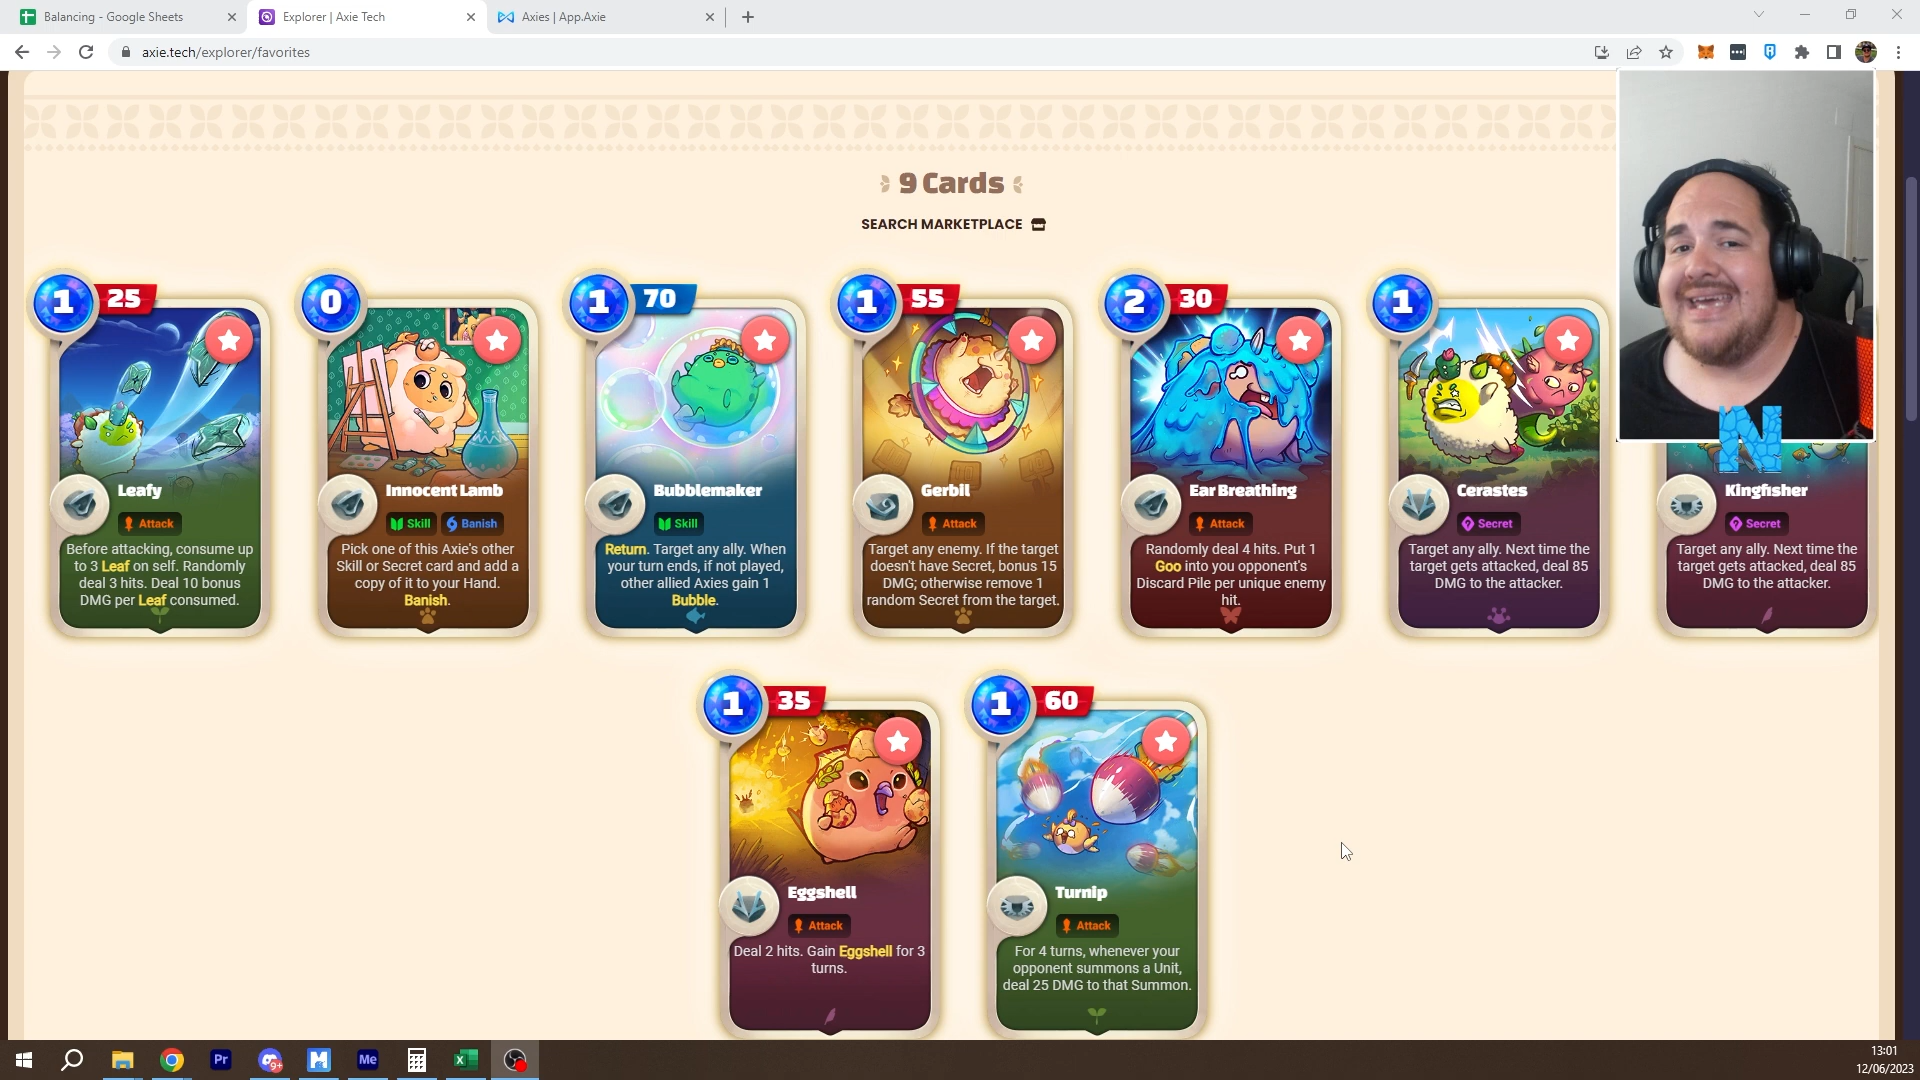 Balancing - Google Sheets
Explorer | Axie Tech
Axies | App.Axie
axie.tech/explorer/favorites
9 Cards
SEARCH MARKETPLACE
1 25
Leafy
Attack
Before attacking, consume up
to 3 Leaf on self. Randomly
deal 3 hits. Deal 10 bonus
DMG per Leaf consumed.
0
Innocent Lamb
Skill Banish
Pick one of this Axie's other
Skill or Secret card and add a
copy of it to your Hand.
Banish.
1 70
Bubblemaker
Skill
Return. Target any ally. When
your turn ends, if not played,
other allied Axies gain 1
Bubble.
1 55
Gerbil
Attack
Target any enemy. If the target
doesn't have Secret, bonus 15
DMG; otherwise remove 1
random Secret from the target.
2 30
Ear Breathing
Attack
Randomly deal 4 hits. Put 1
Goo into you opponent's
Discard Pile per unique enemy
hit.
1
Cerastes
Secret
Target any ally. Next time the
target gets attacked, deal 85
DMG to the attacker.
N
Kingfisher
Secret
Target any ally. Next time the
target gets attacked, deal 85
DMG to the attacker.
1 35
Eggshell
Attack
Deal 2 hits. Gain Eggshell for 3
turns.
1 60
Turnip
Attack
For 4 turns, whenever your
opponent summons a Unit,
deal 25 DMG to that Summon.
Pr
9+
M
Me
X
13:01
12/06/2023